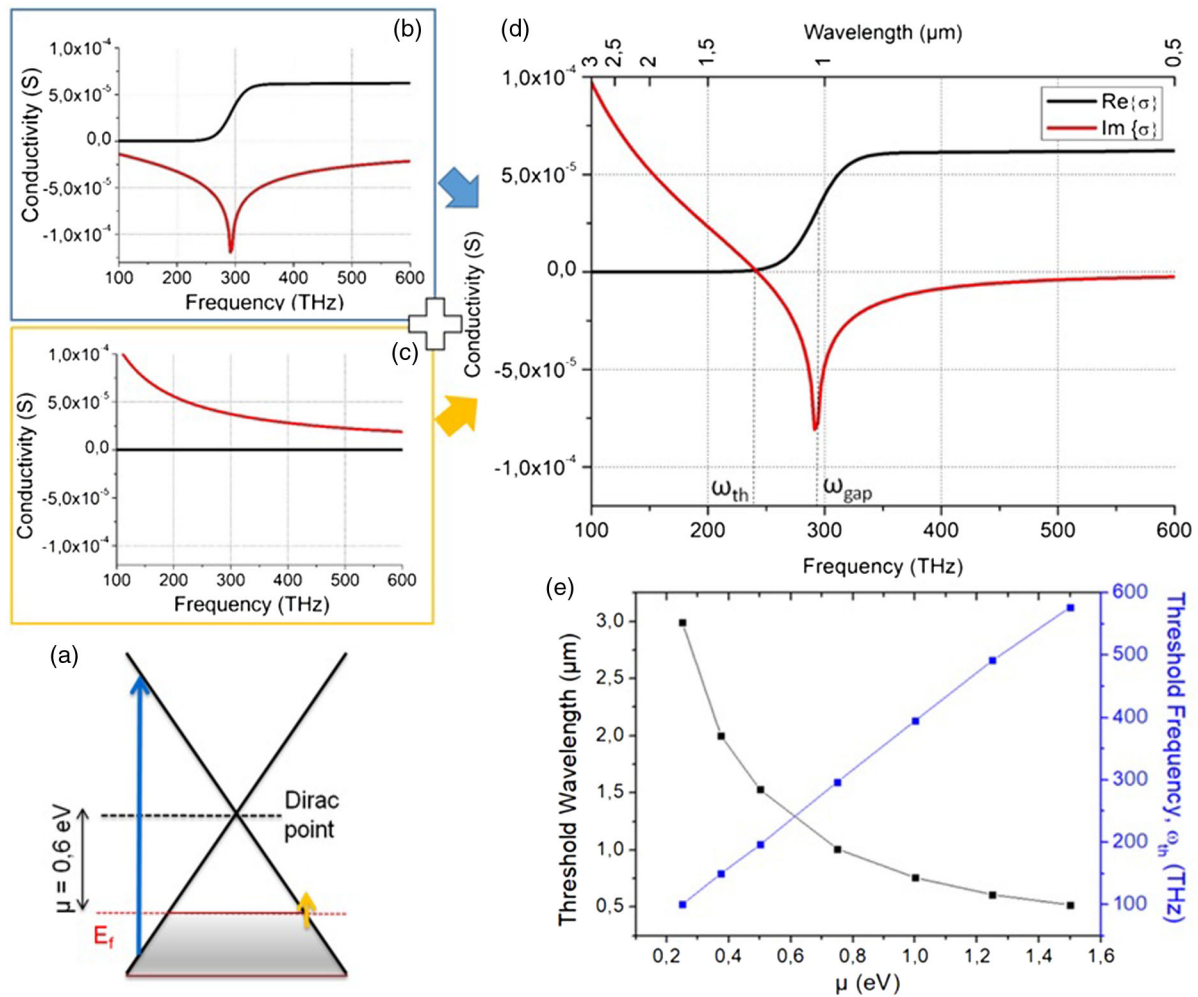 (b)
Conductivity (S)
1,0x10⁻⁴
5,0x10⁻⁵
0,0
-5,0x10⁻⁵
-1,0x10⁻⁴
100 200 300 400 500 600
Frequency (THz)
(c)
Conductivity (S)
1,0x10⁻⁴
5,0x10⁻⁵
0,0
-5,0x10⁻⁵
-1,0x10⁻⁴
100 200 300 400 500 600
Frequency (THz)
(d)
Wavelength (μm)
3 2,5 2 1,5 1 0,5
Re{σ}
Im {σ}
Conductivity (S)
1,0x10⁻⁴
5,0x10⁻⁵
0,0
-5,0x10⁻⁵
-1,0x10⁻⁴
ω_th
ω_gap
100 200 300 400 500 600
Frequency (THz)
(a)
Dirac
point
μ = 0,6 eV
E_f
(e)
Threshold Wavelength (μm)
3,0
2,5
2,0
1,5
1,0
0,5
Threshold Frequency, ω_th (THz)
600
500
400
300
200
100
0,2 0,4 0,6 0,8 1,0 1,2 1,4 1,6
μ (eV)